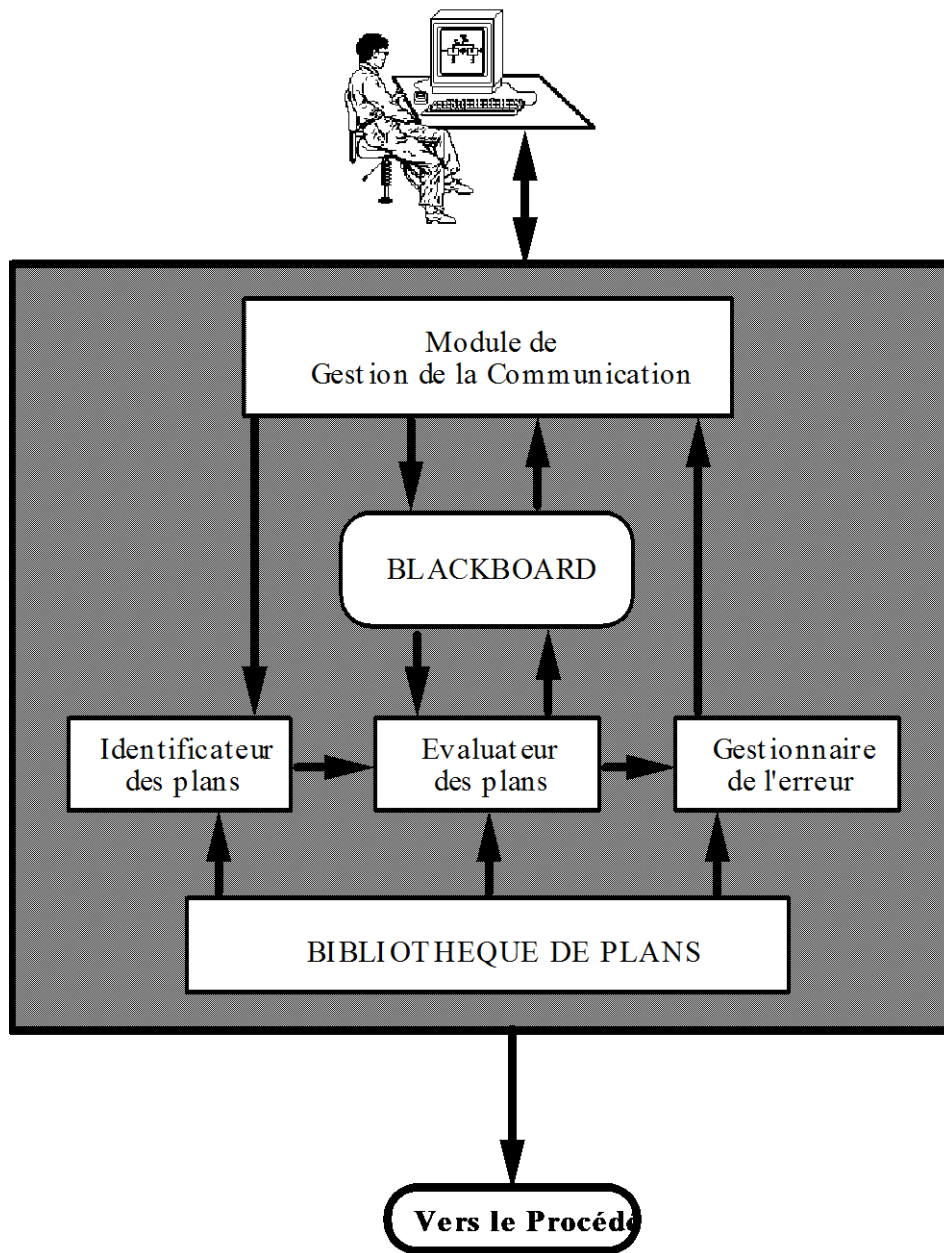 Module de
Gestion de la Communication
BLACKBOARD
Identificateur
des plans
Evaluateur
des plans
Gestionnaire
de l'erreur
BIBLIOTHEQUE DE PLANS
Vers le Procédé